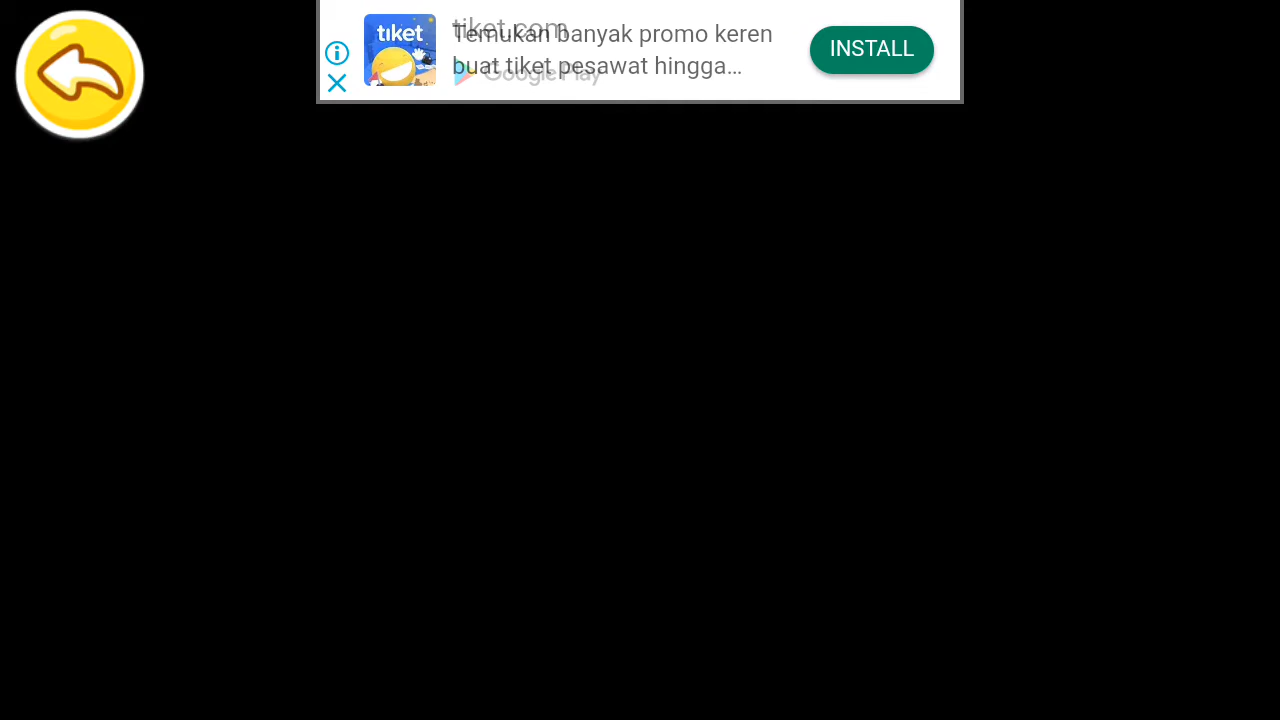 tiket
tiket.com
Temukan banyak promo keren
buat tiket pesawat hingga...
Google Play
INSTALL